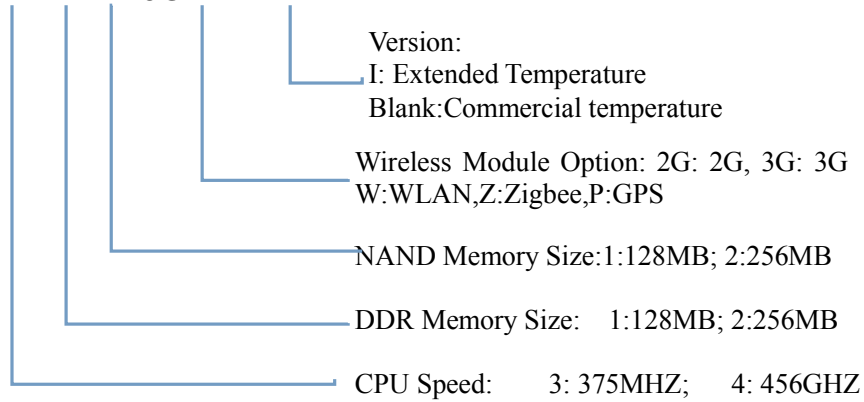 Version:
I: Extended Temperature
Blank:Commercial temperature
Wireless Module Option: 2G: 2G, 3G: 3G
W:WLAN,Z:Zigbee,P:GPS
NAND Memory Size:1:128MB; 2:256MB
DDR Memory Size: 1:128MB; 2:256MB
CPU Speed: 3: 375MHZ; 4: 456GHZ